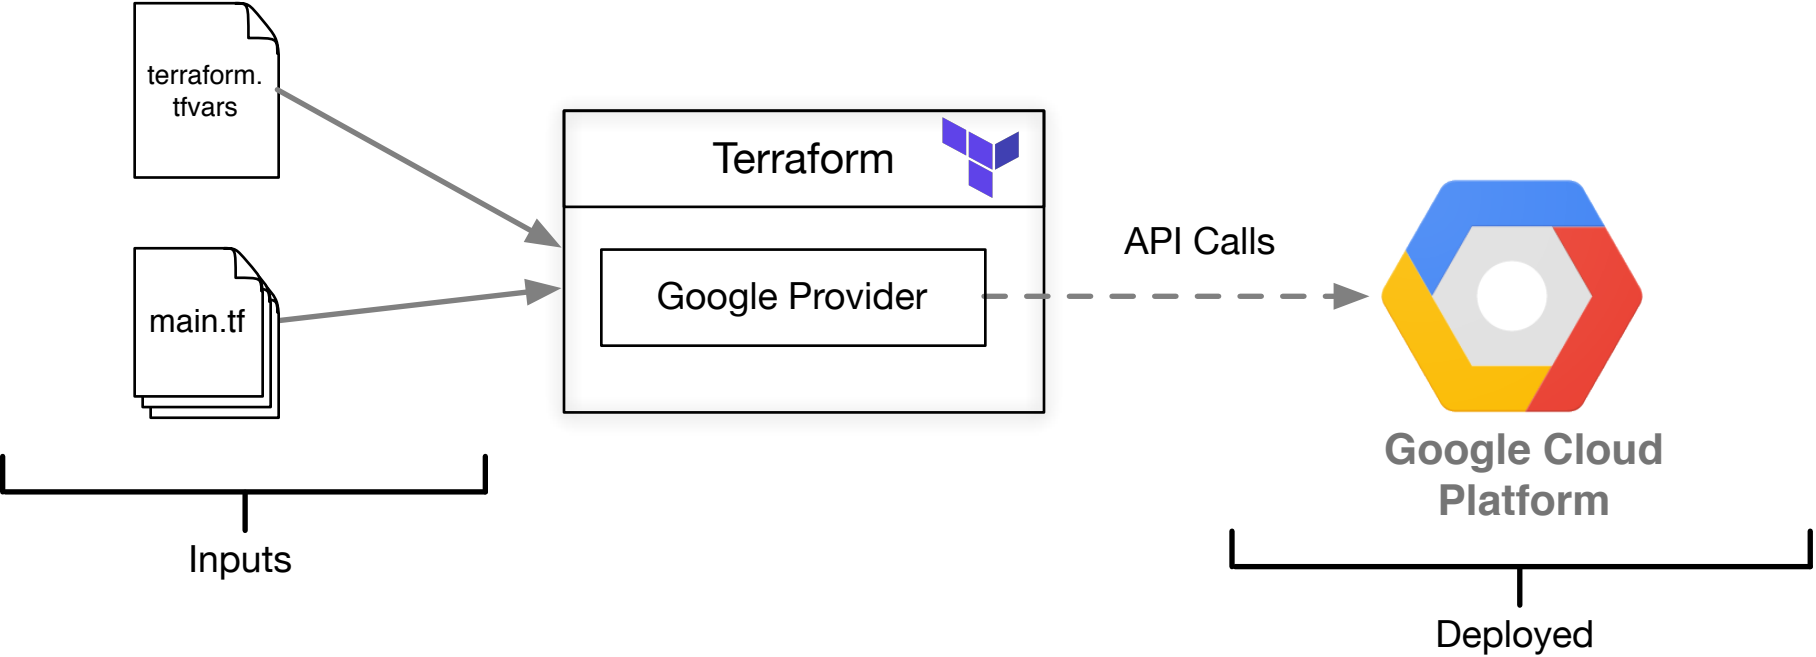 terraform.
tfvars
main.tf
Inputs
Terraform
Google Provider
API Calls
Google Cloud
Platform
Deployed